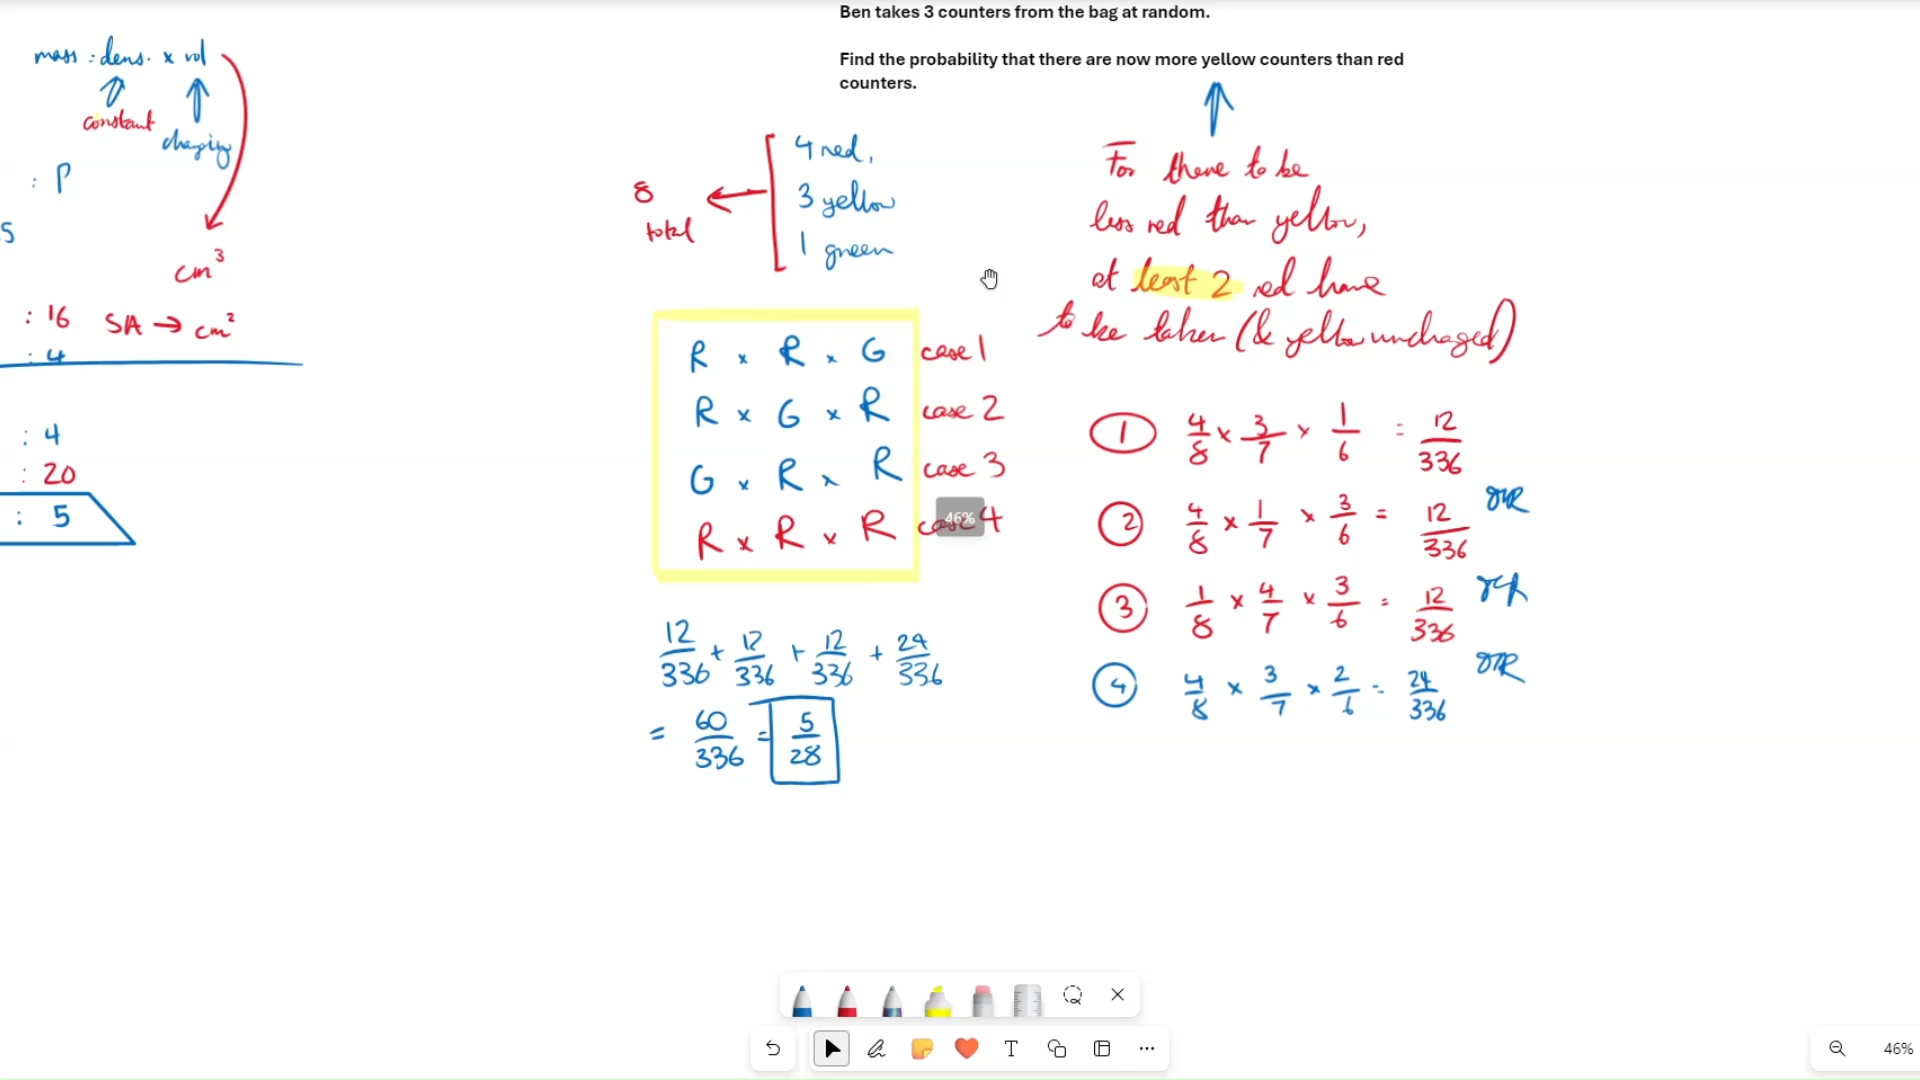 Ben takes 3 counters from the bag at random.
Find the probability that there are now more yellow counters than red
counters.
mass : dens. x vol
constant
changing
: P
S
cm³
: 16 SA → cm²
: 4
: 4
: 20
: 5
4 red,
3 yellow
1 green
8
total
For there to be
less red than yellow,
at least 2 red have
to be taken (& yellow unchaged)
R x R x G case 1
R x G x R case 2
G x R x R case 3
R x R x R case 4
46%
12/336 + 12/336 + 12/336 + 24/336
= 60/336 = 5/28
1 4/8 x 3/7 x 1/6 = 12/336
OR
2 4/8 x 1/7 x 3/6 = 12/336
OR
3 1/8 x 4/7 x 3/6 = 12/336
OR
4 4/8 x 3/7 x 2/6 = 24/336
T
46%